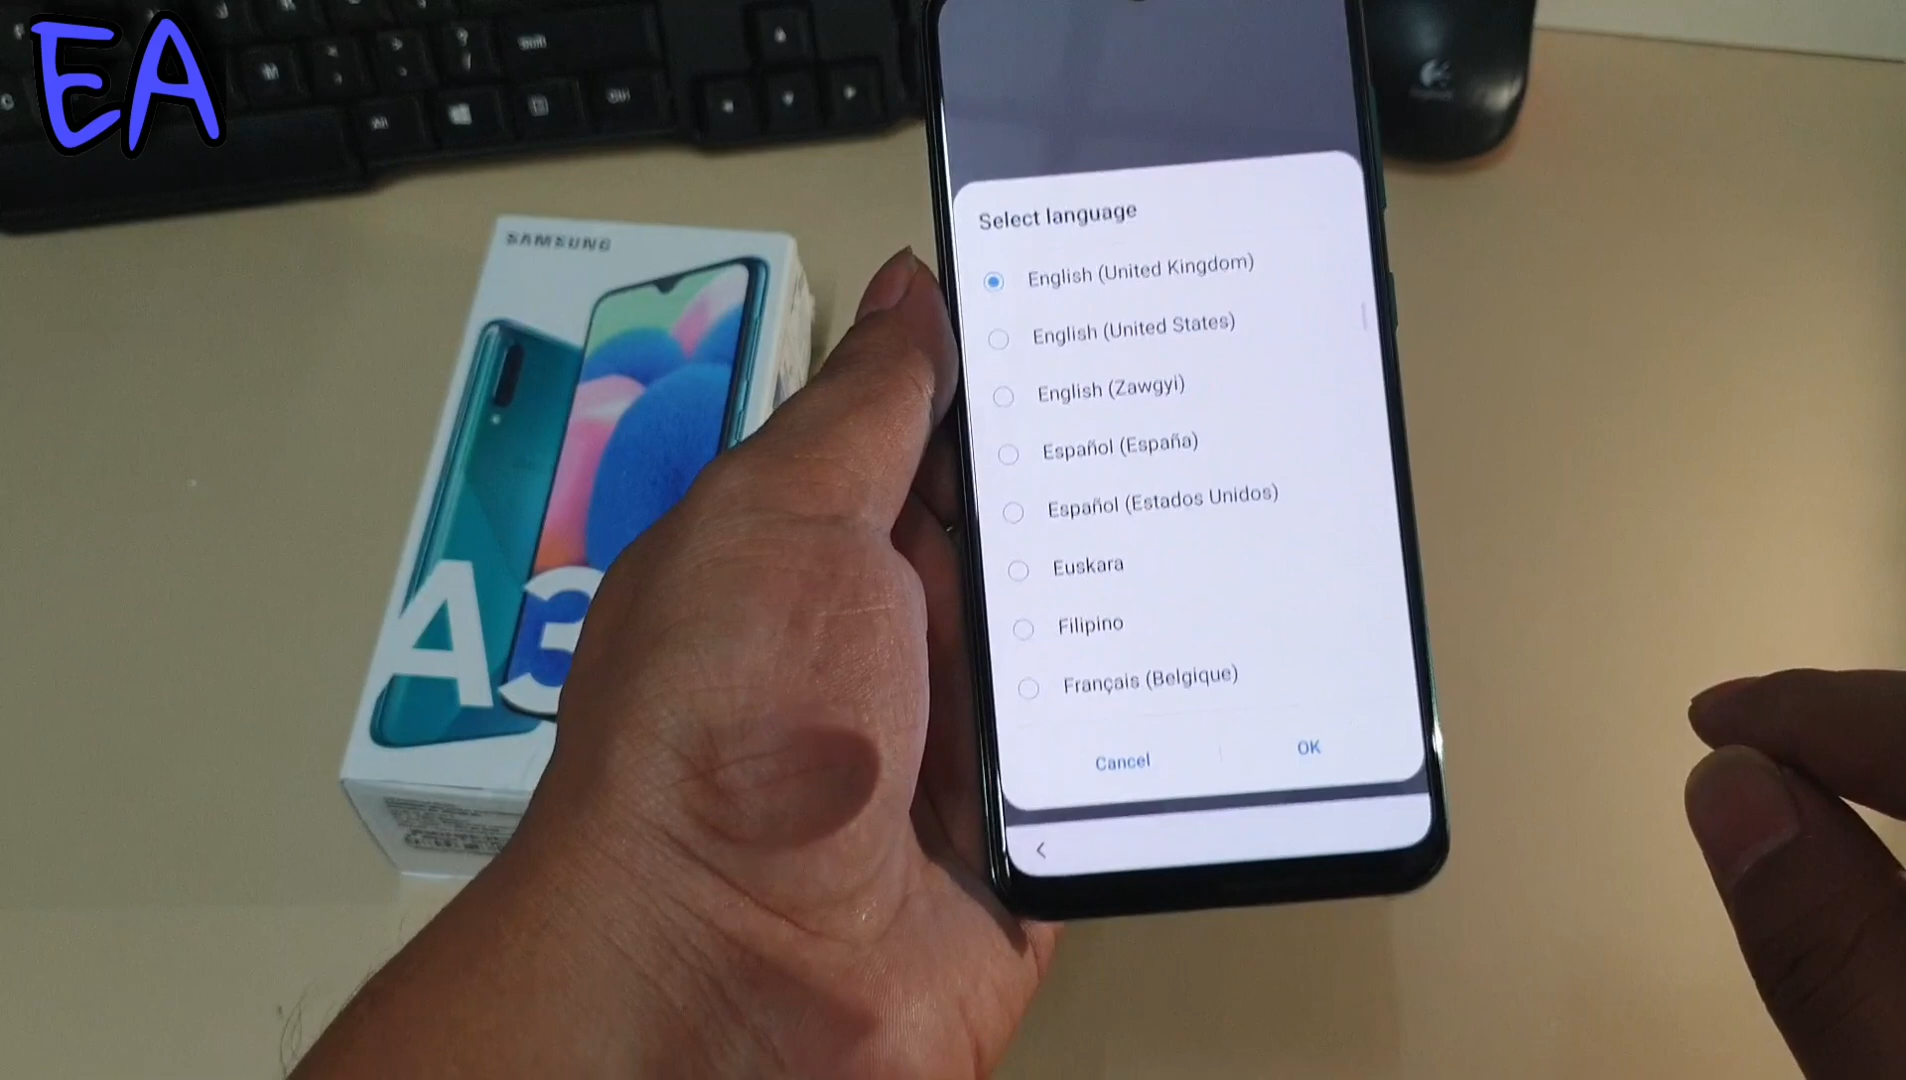 EA
SAMSUNG
A3
Select language
English (United Kingdom)
English (United States)
English (Zawgyi)
Español (España)
Español (Estados Unidos)
Euskara
Filipino
Français (Belgique)
Cancel
OK